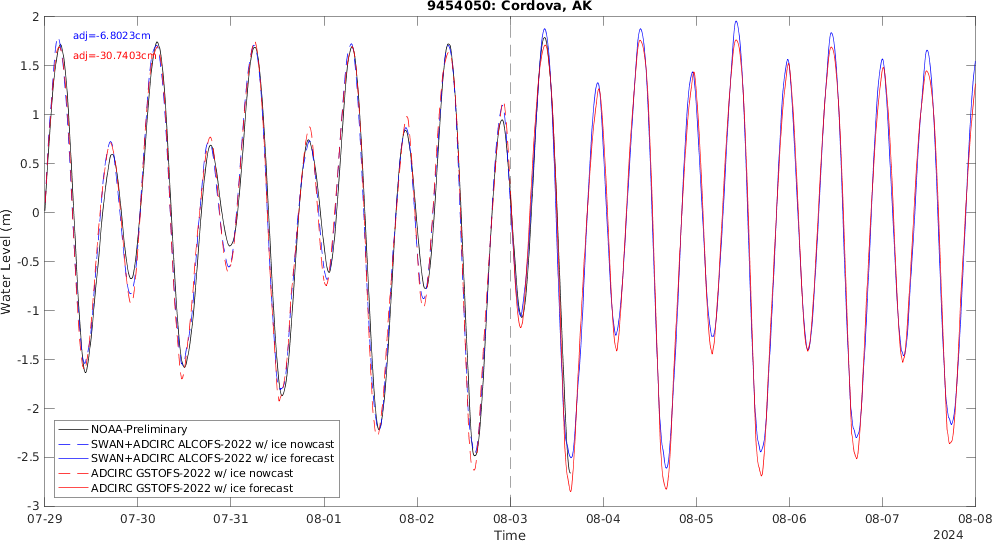 9454050: Cordova, AK
adj=-6.8023cm
adj=-30.7403cm
Water Level (m)
2
1.5
1
0.5
0
-0.5
-1
-1.5
-2
-2.5
-3
NOAA-Preliminary
SWAN+ADCIRC ALCOFS-2022 w/ ice nowcast
SWAN+ADCIRC ALCOFS-2022 w/ ice forecast
ADCIRC GSTOFS-2022 w/ ice nowcast
ADCIRC GSTOFS-2022 w/ ice forecast
07-29 07-30 07-31 08-01 08-02 08-03 08-04 08-05 08-06 08-07 08-08
Time
2024